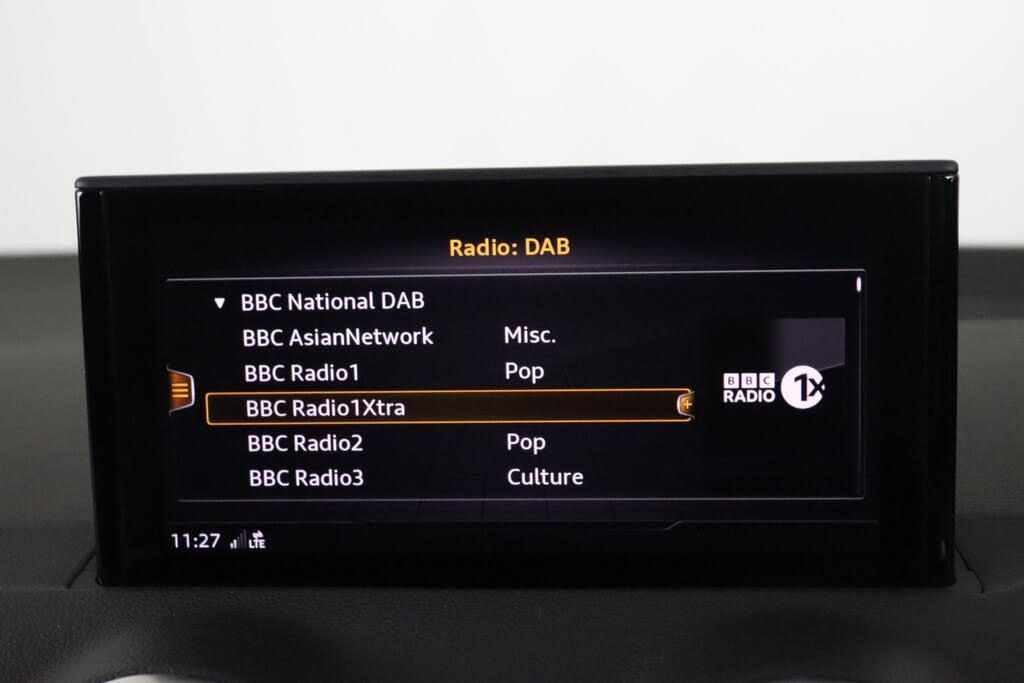 Radio: DAB
▼ BBC National DAB
BBC AsianNetwork Misc.
BBC Radio1 Pop
BBC Radio1Xtra
BBC Radio2 Pop
BBC Radio3 Culture
BBC
RADIO 1X
11:27 LTE